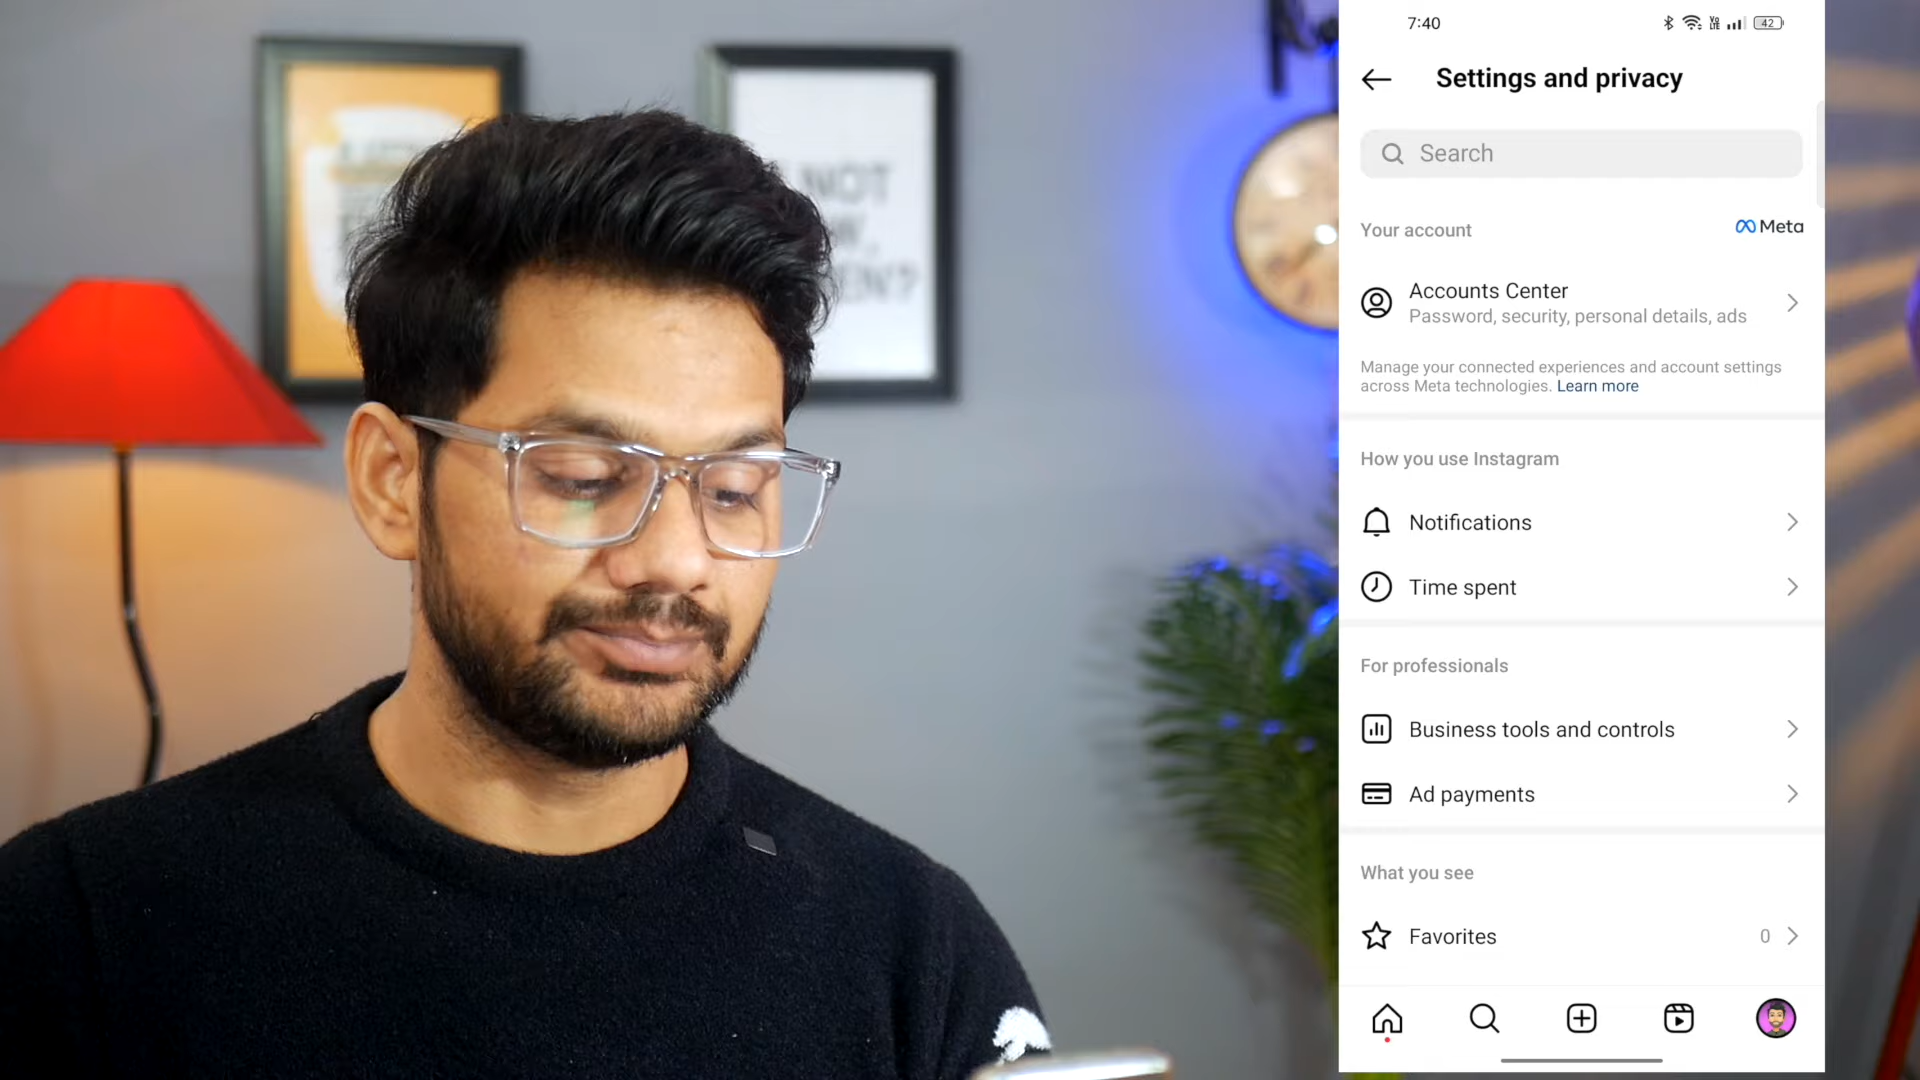 NOT
7:40
42
Settings and privacy
Search
Your account
Meta
Accounts Center
Password, security, personal details, ads
Manage your connected experiences and account settings
across Meta technologies. Learn more
How you use Instagram
Notifications
Time spent
For professionals
Business tools and controls
Ad payments
What you see
Favorites
0